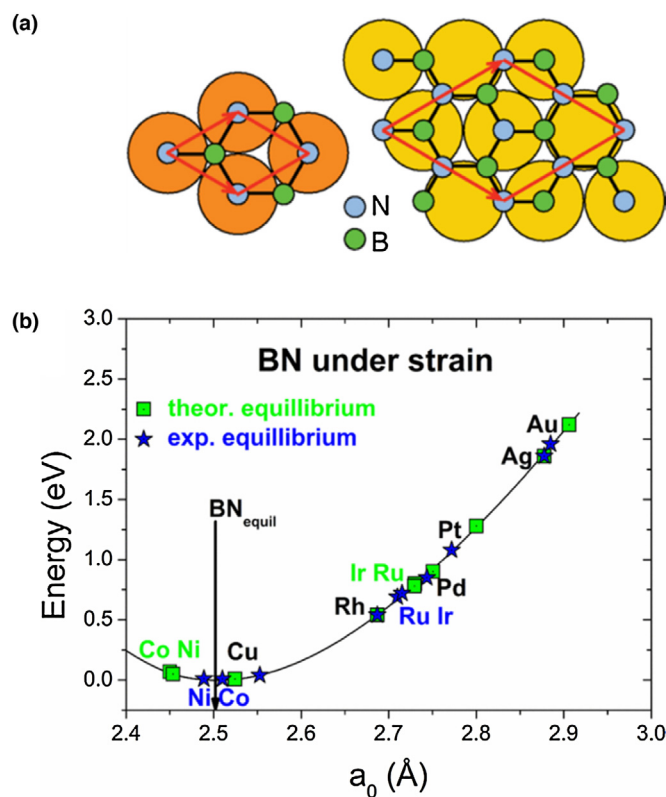 (a)
N
B
(b)
BN under strain
theor. equillibrium
exp. equillibrium
BNequil
Au
Ag
Pt
Ir Ru
Pd
Rh
Ru Ir
Co Ni
Cu
Ni Co
Energy (eV)
3.0
2.5
2.0
1.5
1.0
0.5
0.0
2.4 2.5 2.6 2.7 2.8 2.9 3.0
a0 (Å)